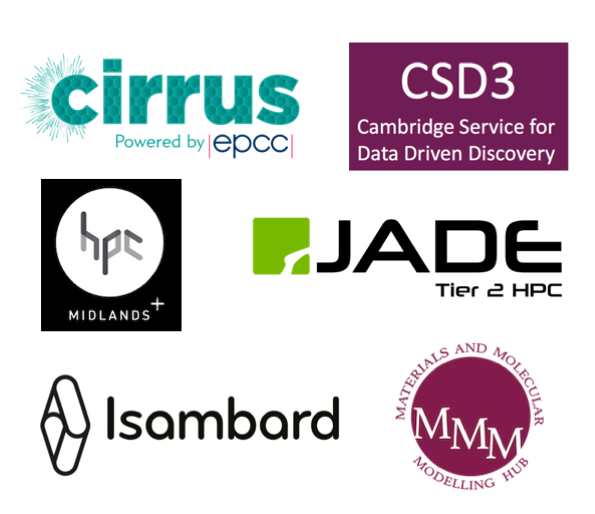 cirrus
Powered by |epcc|
CSD3
Cambridge Service for
Data Driven Discovery
hpc
MIDLANDS+
JADE
Tier 2 HPC
Isambard
MATERIALS AND MOLECULAR
MMM
MODELLING HUB